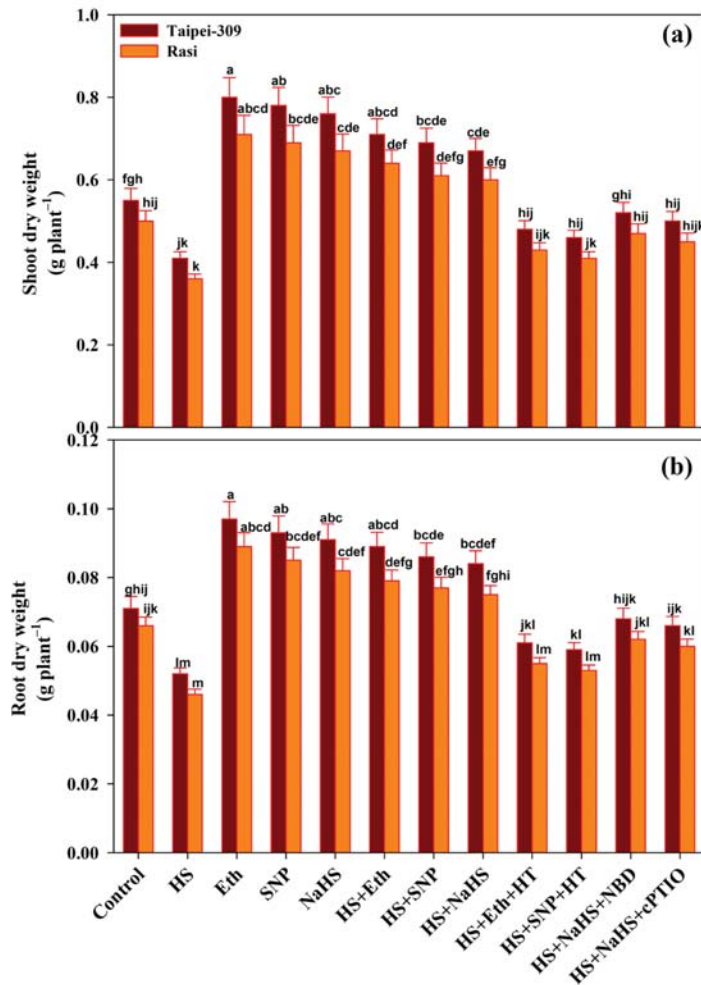 (a)
Taipei-309
Rasi
Shoot dry weight
(g plant⁻¹)
1.0
0.8
0.6
0.4
0.2
0.0
fgh hij
jk k
a abcd
ab bcde
abc cde
abcd def
bcde defg
cde efg
hij ijk
hij jk
ghi hij
hij hijk
(b)
Root dry weight
(g plant⁻¹)
0.12
0.10
0.08
0.06
0.04
0.02
0.00
ghij ijk
lm m
a abcd
ab bcdef
abc cdef
abcd defg
bcde efgh
bcdef fghi
jkl lm
kl lm
hijk jkl
ijk kl
Control
HS
Eth
SNP
NaHS
HS+Eth
HS+SNP
HS+NaHS
HS+Eth+HT
HS+SNP+HT
HS+NaHS+NBD
HS+NaHS+cPTIO